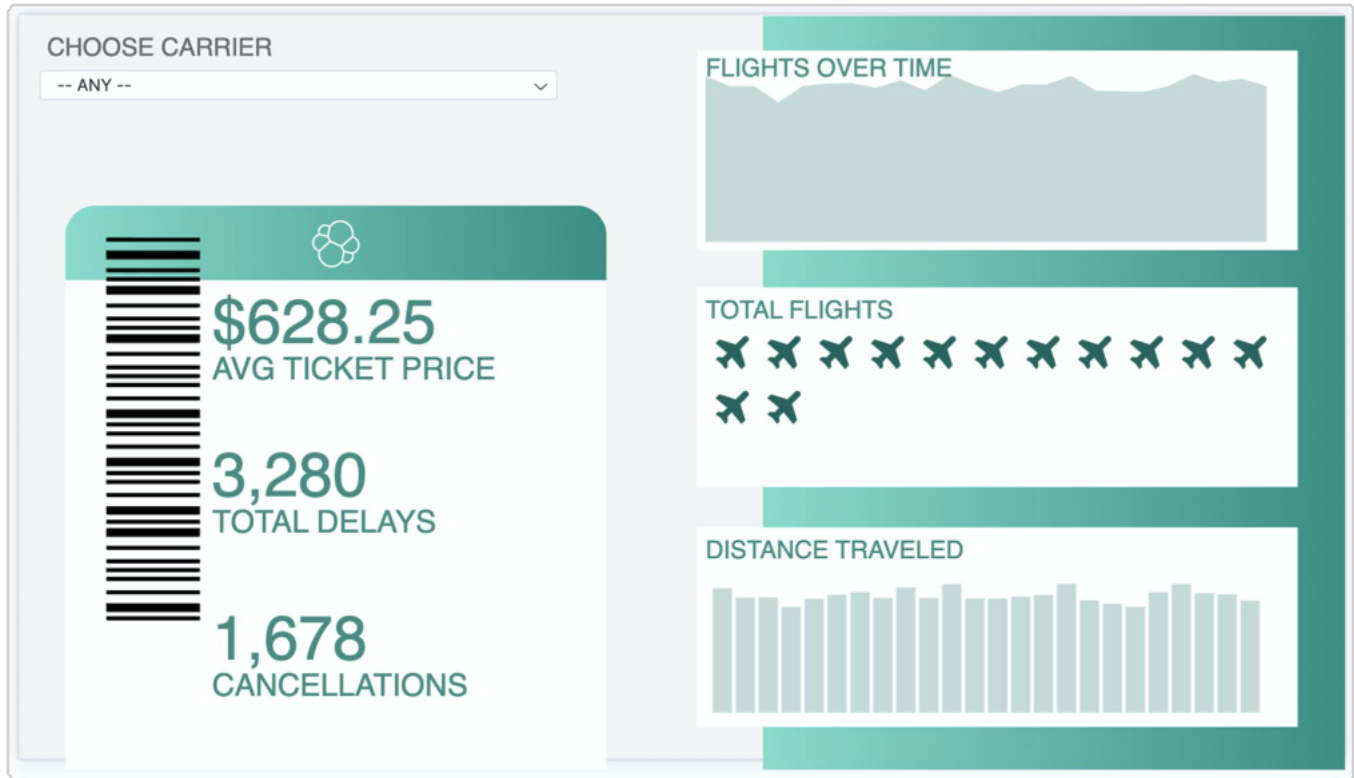 CHOOSE CARRIER
-- ANY --
$628.25
AVG TICKET PRICE
3,280
TOTAL DELAYS
1,678
CANCELLATIONS
FLIGHTS OVER TIME
TOTAL FLIGHTS
DISTANCE TRAVELED